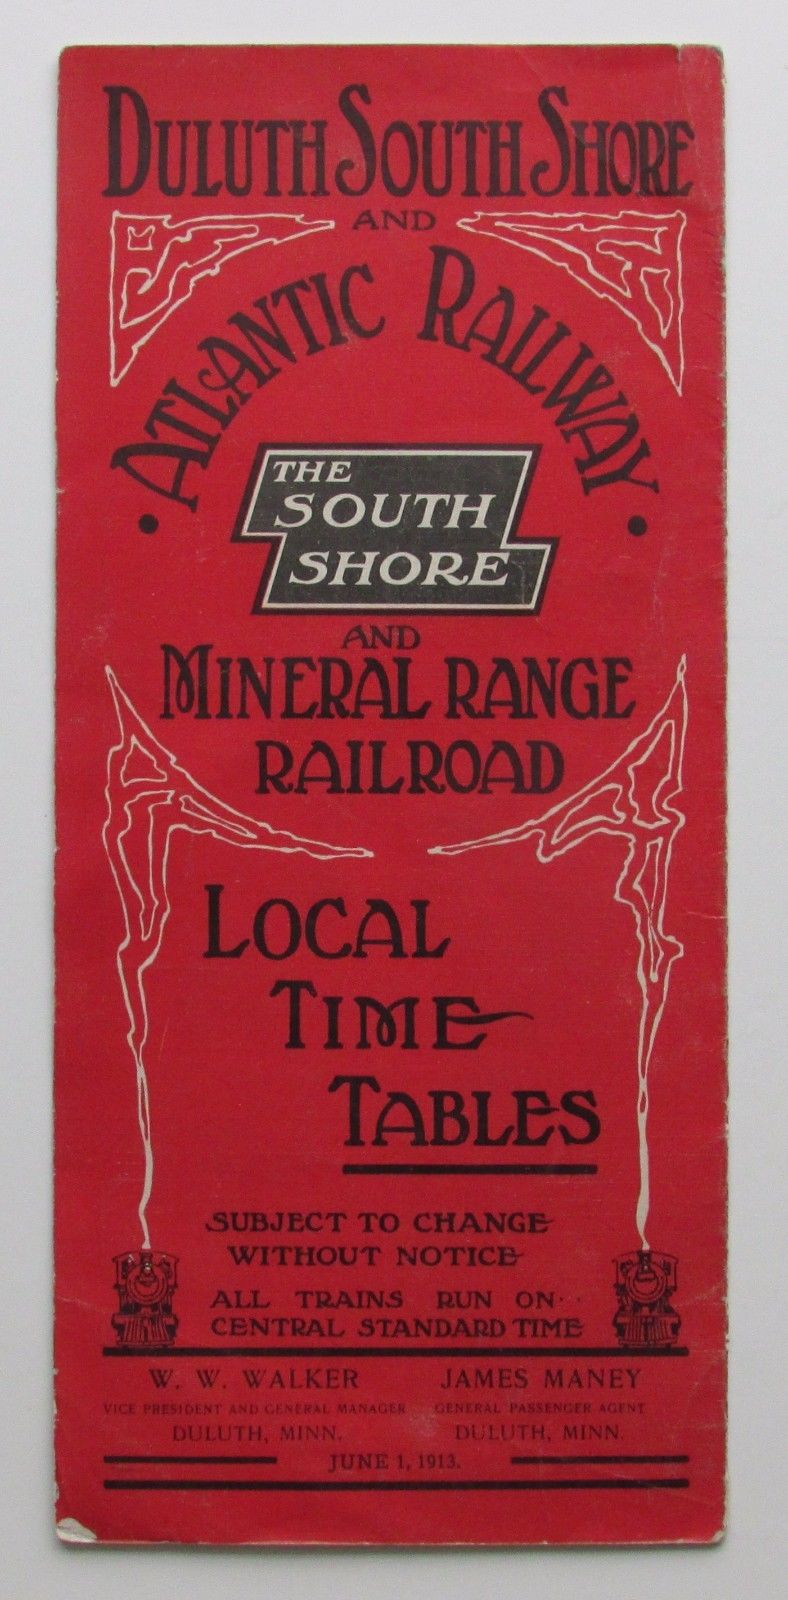 DULUTH SOUTH SHORE
AND
ATLANTIC RAILWAY
THE
SOUTH
SHORE
AND
MINERAL RANGE
RAILROAD
LOCAL
TIME
TABLES
SUBJECT TO CHANGE
WITHOUT NOTICE
ALL TRAINS RUN ON
CENTRAL STANDARD TIME
W. W. WALKER
VICE PRESIDENT AND GENERAL MANAGER
DULUTH, MINN.
JAMES MANEY
GENERAL PASSENGER AGENT
DULUTH, MINN.
JUNE 1, 1913.